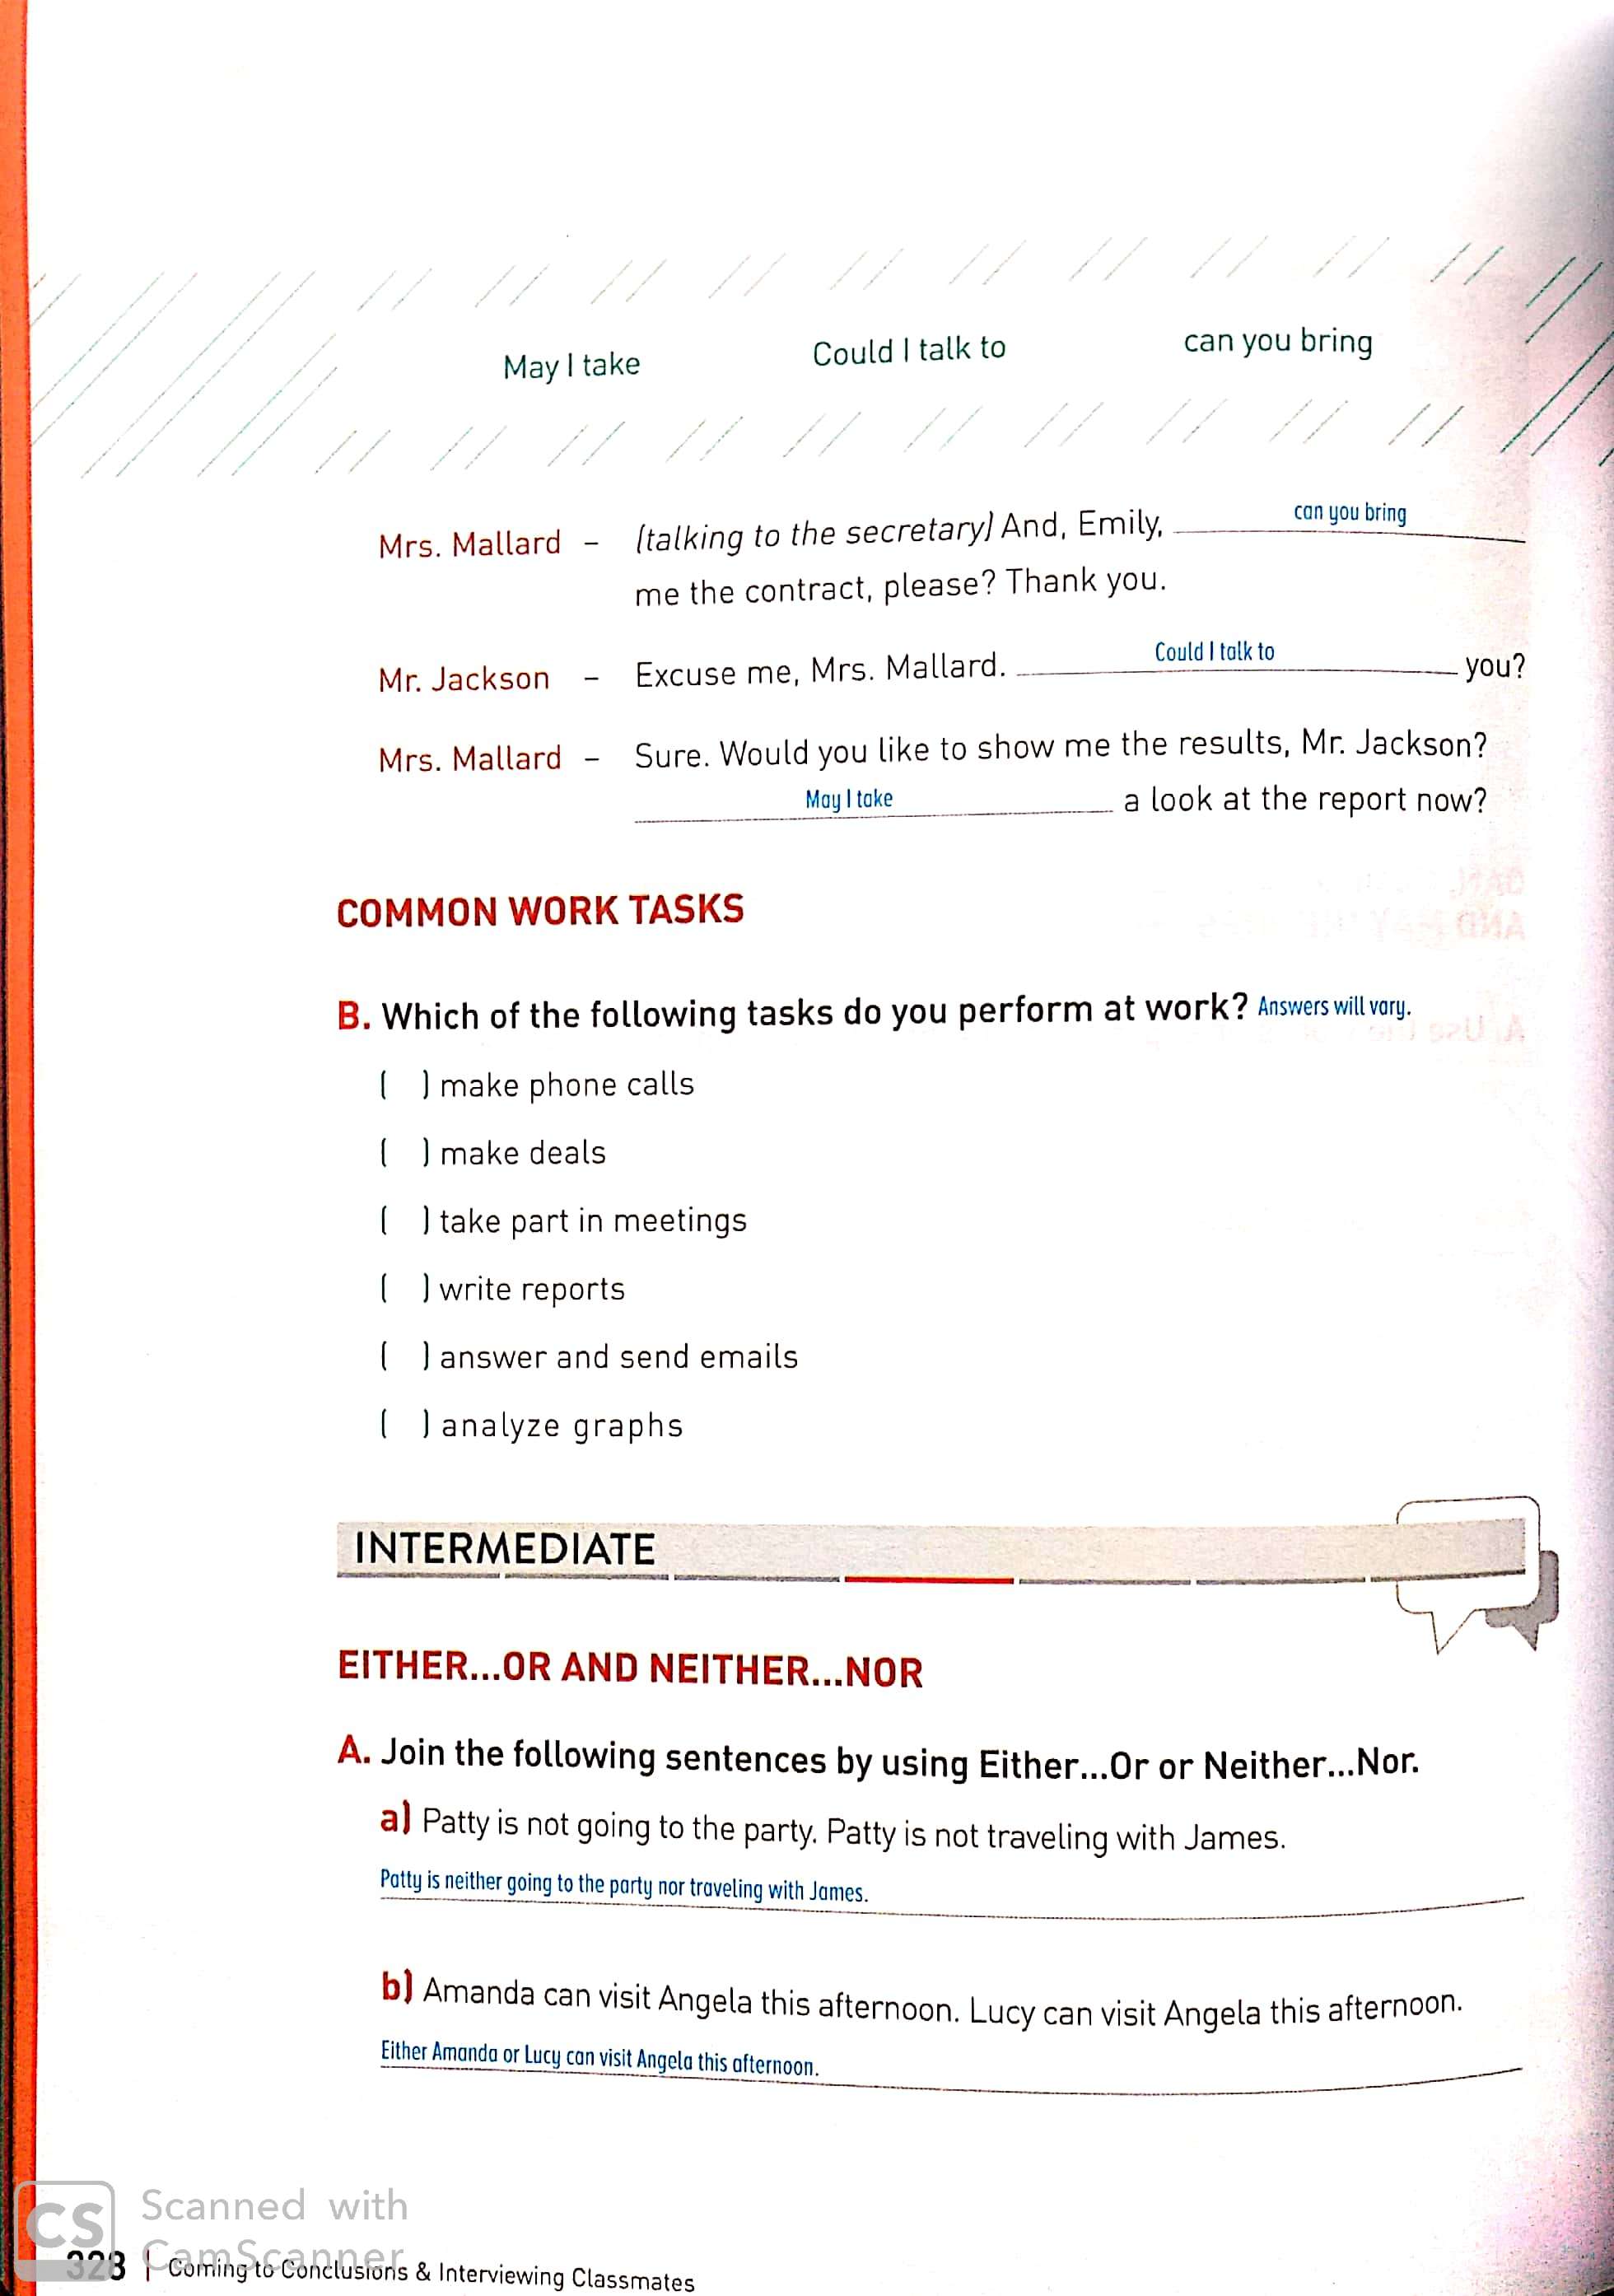 May I take Could I talk to can you bring
Mrs. Mallard - (talking to the secretary) And, Emily, can you bring
me the contract, please? Thank you.
Mr. Jackson - Excuse me, Mrs. Mallard. Could I talk to you?
Mrs. Mallard - Sure. Would you like to show me the results, Mr. Jackson?
May I take a look at the report now?
COMMON WORK TASKS
B. Which of the following tasks do you perform at work? Answers will vary.
( ) make phone calls
( ) make deals
( ) take part in meetings
( ) write reports
( ) answer and send emails
( ) analyze graphs
INTERMEDIATE
EITHER...OR AND NEITHER...NOR
A. Join the following sentences by using Either...Or or Neither...Nor.
a) Patty is not going to the party. Patty is not traveling with James.
Patty is neither going to the party nor traveling with James.
b) Amanda can visit Angela this afternoon. Lucy can visit Angela this afternoon.
Either Amanda or Lucy can visit Angela this afternoon.
CS Scanned with
CamScanner
328 | Coming to Conclusions & Interviewing Classmates